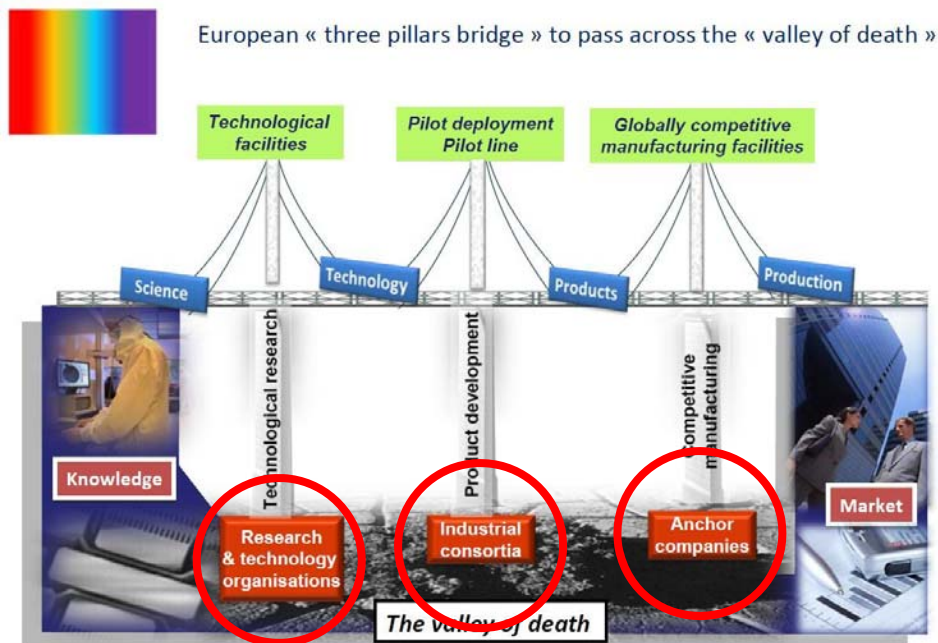 European « three pillars bridge » to pass across the « valley of death »
Technological
facilities
Pilot deployment
Pilot line
Globally competitive
manufacturing facilities
Science
Technology
Products
Production
Technological research
Product development
Competitive
manufacturing
Knowledge
Market
Research
& technology
organisations
Industrial
consortia
Anchor
companies
The valley of death